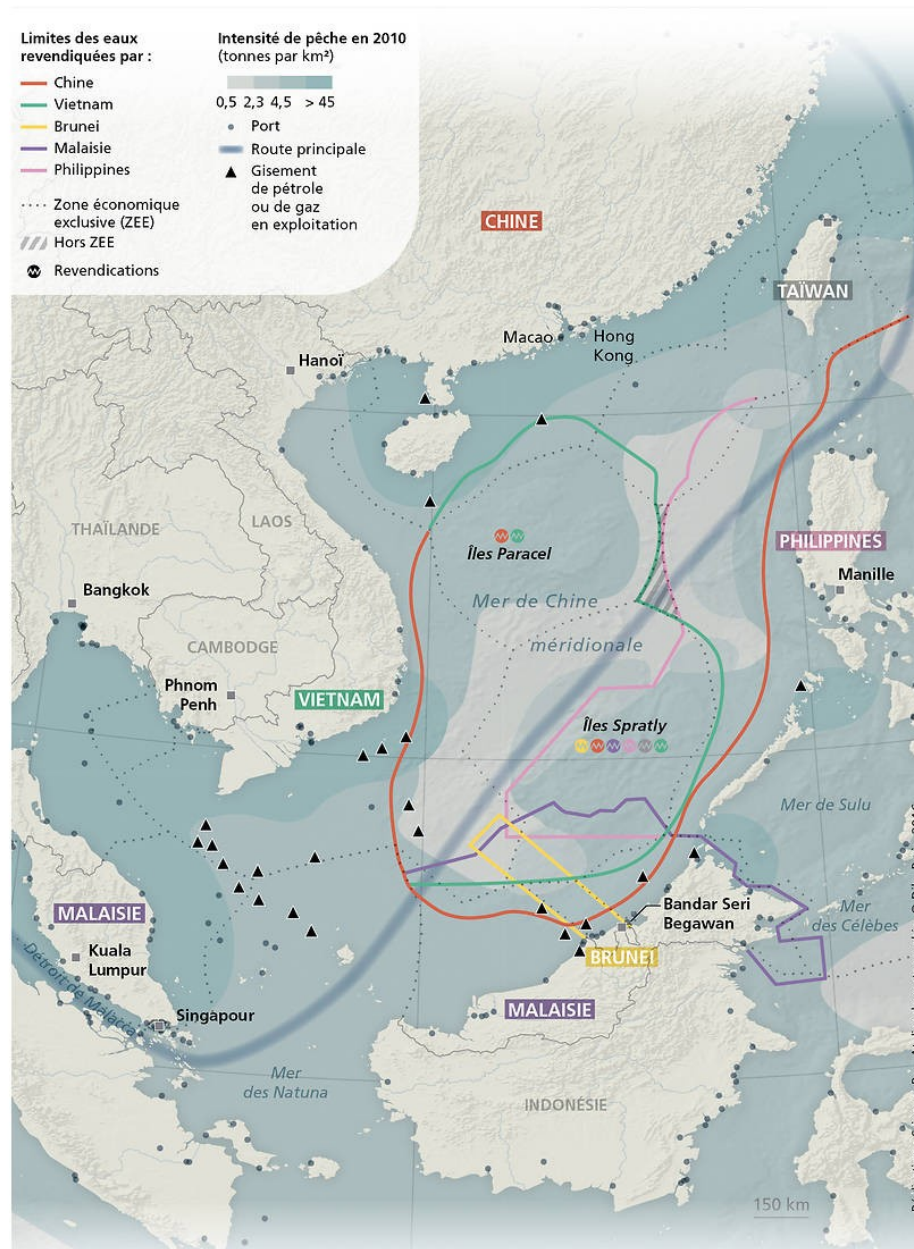 Limites des eaux
revendiquées par :
Chine
Vietnam
Brunei
Malaisie
Philippines
Zone économique
exclusive (ZEE)
Hors ZEE
Revendications
Intensité de pêche en 2010
(tonnes par km²)
0,5 2,3 4,5 > 45
Port
Route principale
Gisement
de pétrole
ou de gaz
en exploitation
CHINE
TAÏWAN
Macao
Hong
Kong
Hanoï
LAOS
THAÏLANDE
Îles Paracel
PHILIPPINES
Manille
Bangkok
Mer de Chine
méridionale
CAMBODGE
Phnom
Penh
VIETNAM
Îles Spratly
Mer de Sulu
MALAISIE
Bandar Seri
Begawan
Mer
des Célèbes
Kuala
Lumpur
BRUNEI
Détroit de Malacca
MALAISIE
Singapour
Mer
des Natuna
INDONÉSIE
150 km